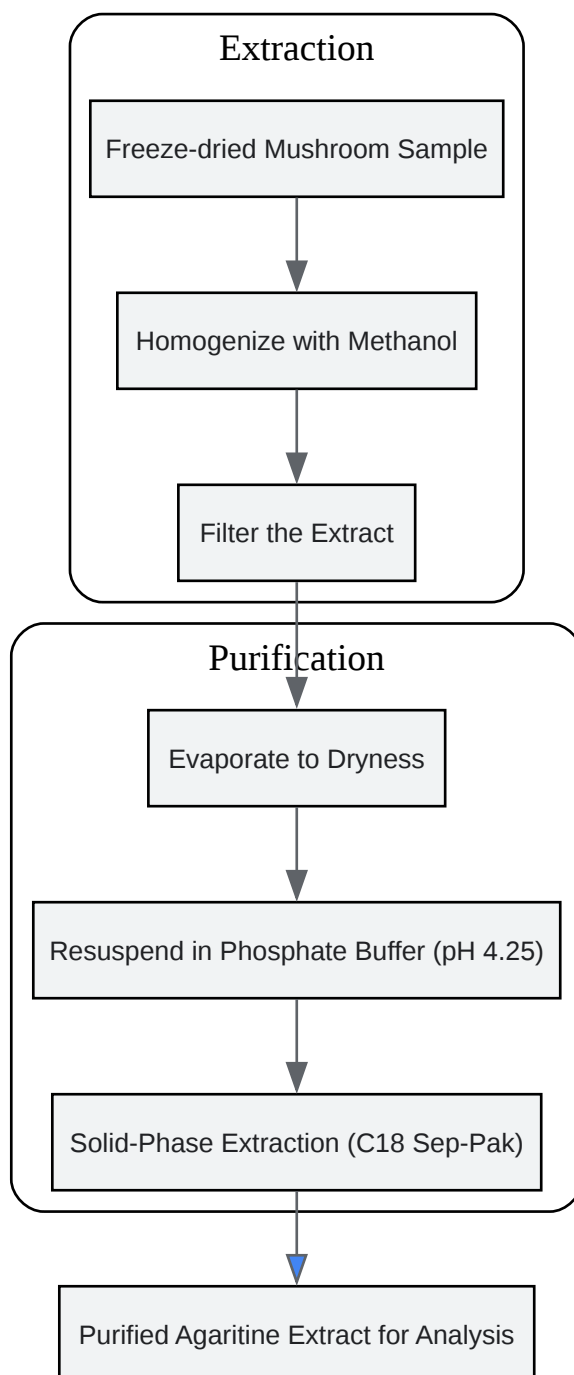 Extraction
Freeze-dried Mushroom Sample
Homogenize with Methanol
Filter the Extract
Purification
Evaporate to Dryness
Resuspend in Phosphate Buffer (pH 4.25)
Solid-Phase Extraction (C18 Sep-Pak)
Purified Agaritine Extract for Analysis